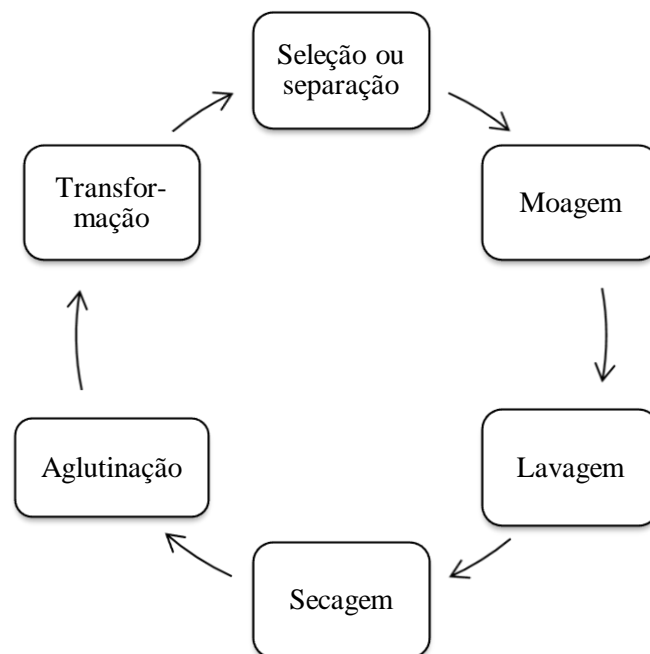 Seleção ou
separação
Moagem
Lavagem
Secagem
Aglutinação
Transfor-
mação